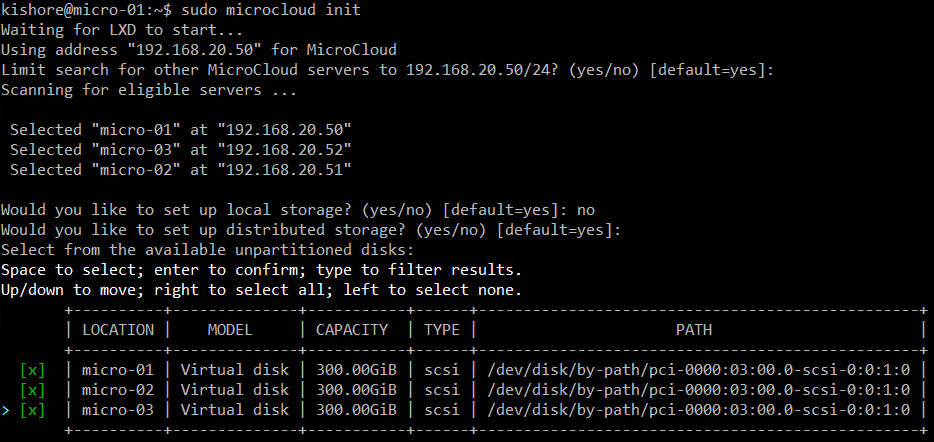 kishore@micro-01:~$ sudo microcloud init
Waiting for LXD to start...
Using address "192.168.20.50" for MicroCloud
Limit search for other MicroCloud servers to 192.168.20.50/24? (yes/no) [default=yes]:
Scanning for eligible servers ...
Selected "micro-01" at "192.168.20.50"
Selected "micro-03" at "192.168.20.52"
Selected "micro-02" at "192.168.20.51"
Would you like to set up local storage? (yes/no) [default=yes]: no
Would you like to set up distributed storage? (yes/no) [default=yes]:
Select from the available unpartitioned disks:
Space to select; enter to confirm; type to filter results.
Up/down to move; right to select all; left to select none.
       +----------+--------------+-----------+------+------------------------------------------------+
       | LOCATION |    MODEL     | CAPACITY  | TYPE |                      PATH                      |
       +----------+--------------+-----------+------+------------------------------------------------+
  [x]  | micro-01 | Virtual disk | 300.00GiB | scsi | /dev/disk/by-path/pci-0000:03:00.0-scsi-0:0:1:0 |
  [x]  | micro-02 | Virtual disk | 300.00GiB | scsi | /dev/disk/by-path/pci-0000:03:00.0-scsi-0:0:1:0 |
> [x]  | micro-03 | Virtual disk | 300.00GiB | scsi | /dev/disk/by-path/pci-0000:03:00.0-scsi-0:0:1:0 |
       +----------+--------------+-----------+------+------------------------------------------------+